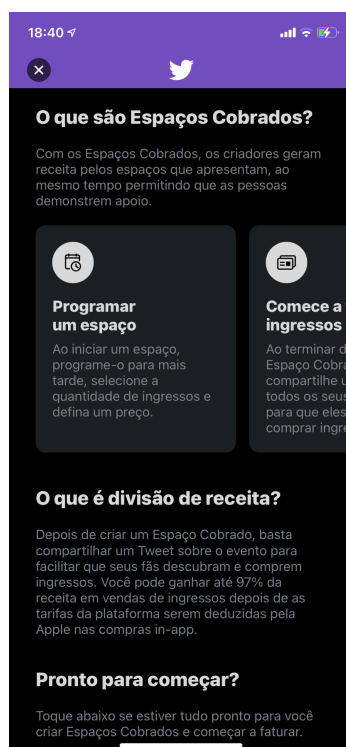 18:40
O que são Espaços Cobrados?
Com os Espaços Cobrados, os criadores geram
receita pelos espaços que apresentam, ao
mesmo tempo permitindo que as pessoas
demonstrem apoio.
Programar
um espaço
Ao iniciar um espaço,
programe-o para mais
tarde, selecione a
quantidade de ingressos e
defina um preço.
Comece a
ingressos
Ao terminar d
Espaço Cobra
compartilhe u
todos os seus
para que eles
comprar ingre
O que é divisão de receita?
Depois de criar um Espaço Cobrado, basta
compartilhar um Tweet sobre o evento para
facilitar que seus fãs descubram e comprem
ingressos. Você pode ganhar até 97% da
receita em vendas de ingressos depois de as
tarifas da plataforma serem deduzidas pela
Apple nas compras in-app.
Pronto para começar?
Toque abaixo se estiver tudo pronto para você
criar Espaços Cobrados e começar a faturar.